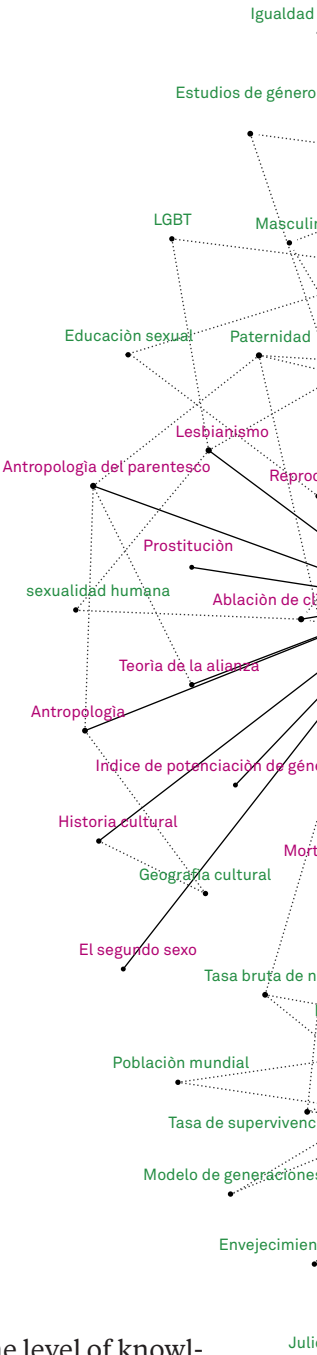 Igualdad
Estudios de género
LGBT
Masculin
Educaciòn sexual
Paternidad
Lesbianismo
Antropologìa del parentesco
Reprod
Prostituciòn
sexualidad humana
Ablaciòn de cl
Teorìa de la alianza
Antropologìa
Indice de potenciaciòn de géne
Historia cultural
Mort
Geografìa cultural
El segundo sexo
Tasa bruta de n
Poblaciòn mundial
Tasa de supervivenc
Modelo de generaciones
Envejecimien
Julio
e level of knowl-